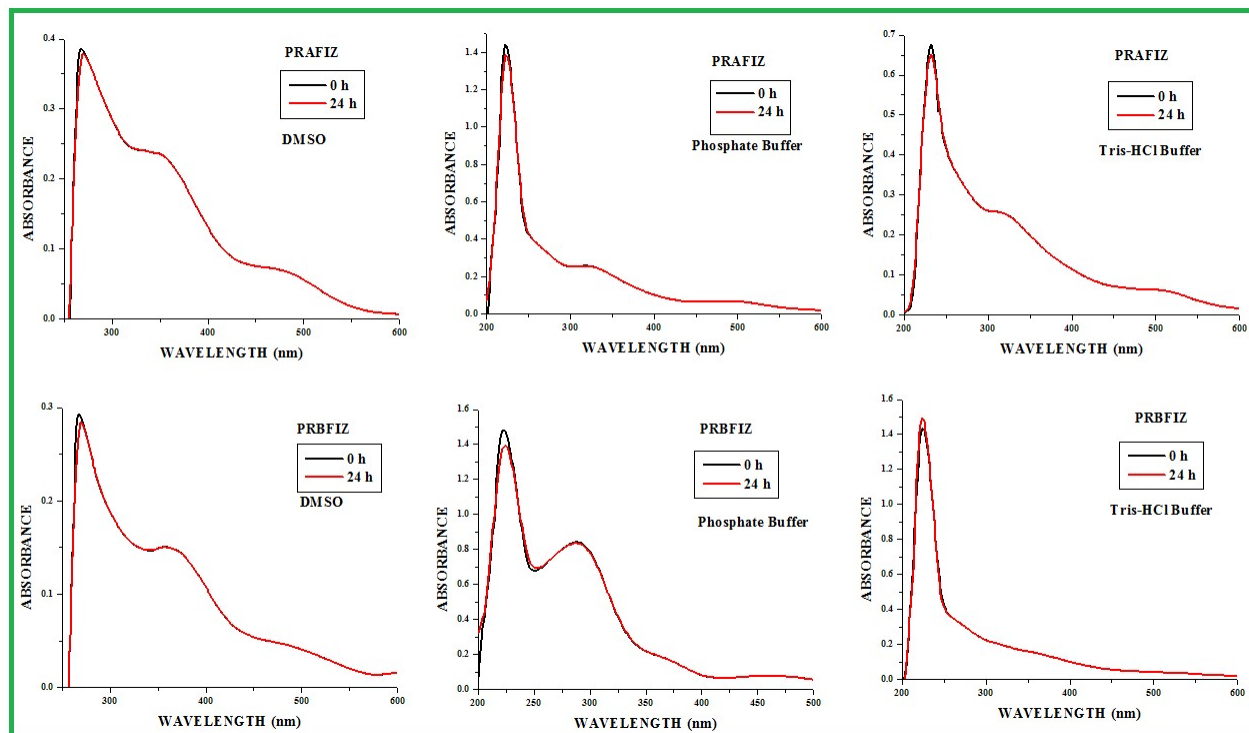 PRAFIZ
0 h
24 h
DMSO
ABSORBANCE
0.4
0.3
0.2
0.1
0.0
300
400
500
600
WAVELENGTH (nm)
PRAFIZ
0 h
24 h
Phosphate Buffer
ABSORBANCE
1.4
1.2
1.0
0.8
0.6
0.4
0.2
0.0
200
300
400
500
600
WAVELENGTH (nm)
PRAFIZ
0 h
24 h
Tris-HCl Buffer
ABSORBANCE
0.7
0.6
0.5
0.4
0.3
0.2
0.1
0.0
200
300
400
500
600
WAVELENGTH (nm)
PRBFIZ
0 h
24 h
DMSO
ABSORBANCE
0.3
0.2
0.1
0.0
300
400
500
600
WAVELENGTH (nm)
PRBFIZ
0 h
24 h
Phosphate Buffer
ABSORBANCE
1.6
1.4
1.2
1.0
0.8
0.6
0.4
0.2
0.0
200
250
300
350
400
450
500
WAVELENGTH (nm)
PRBFIZ
0 h
24 h
Tris-HCl Buffer
ABSORBANCE
1.6
1.4
1.2
1.0
0.8
0.6
0.4
0.2
0.0
200
300
400
500
600
WAVELENGTH (nm)